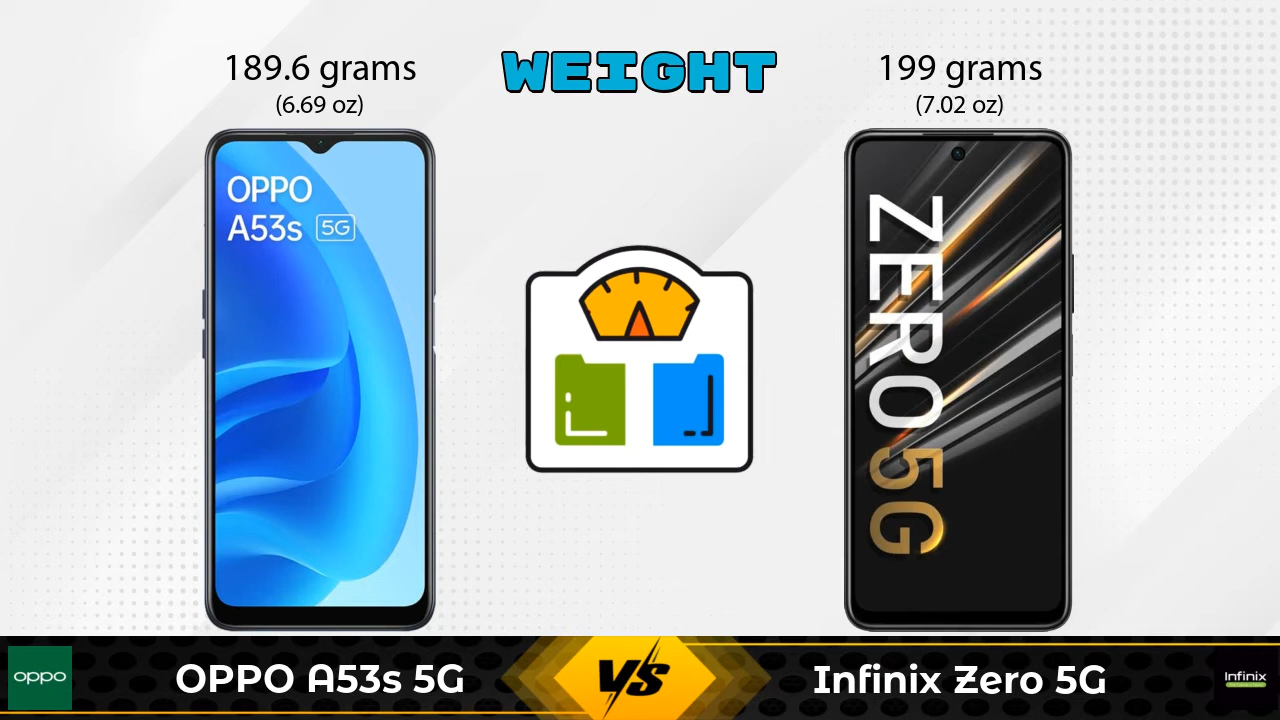 WEIGHT
189.6 grams
(6.69 oz)
199 grams
(7.02 oz)
OPPO
A53s 5G
ZERO 5G
oppo
OPPO A53s 5G
VS
Infinix Zero 5G
Infinix